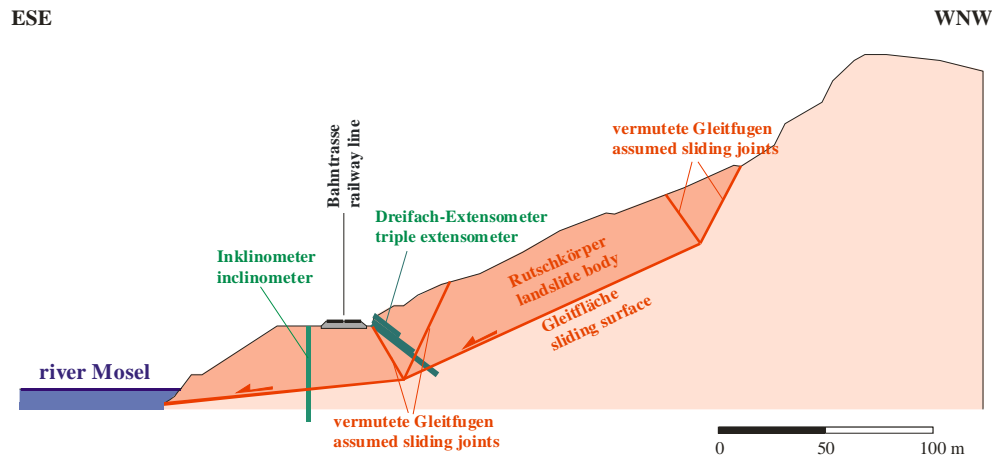 ESE
WNW
vermutete Gleitfugen
assumed sliding joints
Bahntrasse
railway line
Dreifach-Extensometer
triple extensometer
Inklinometer
inclinometer
Rutschkörper
landslide body
Gleitfläche
sliding surface
river Mosel
vermutete Gleitfugen
assumed sliding joints
0
50
100 m